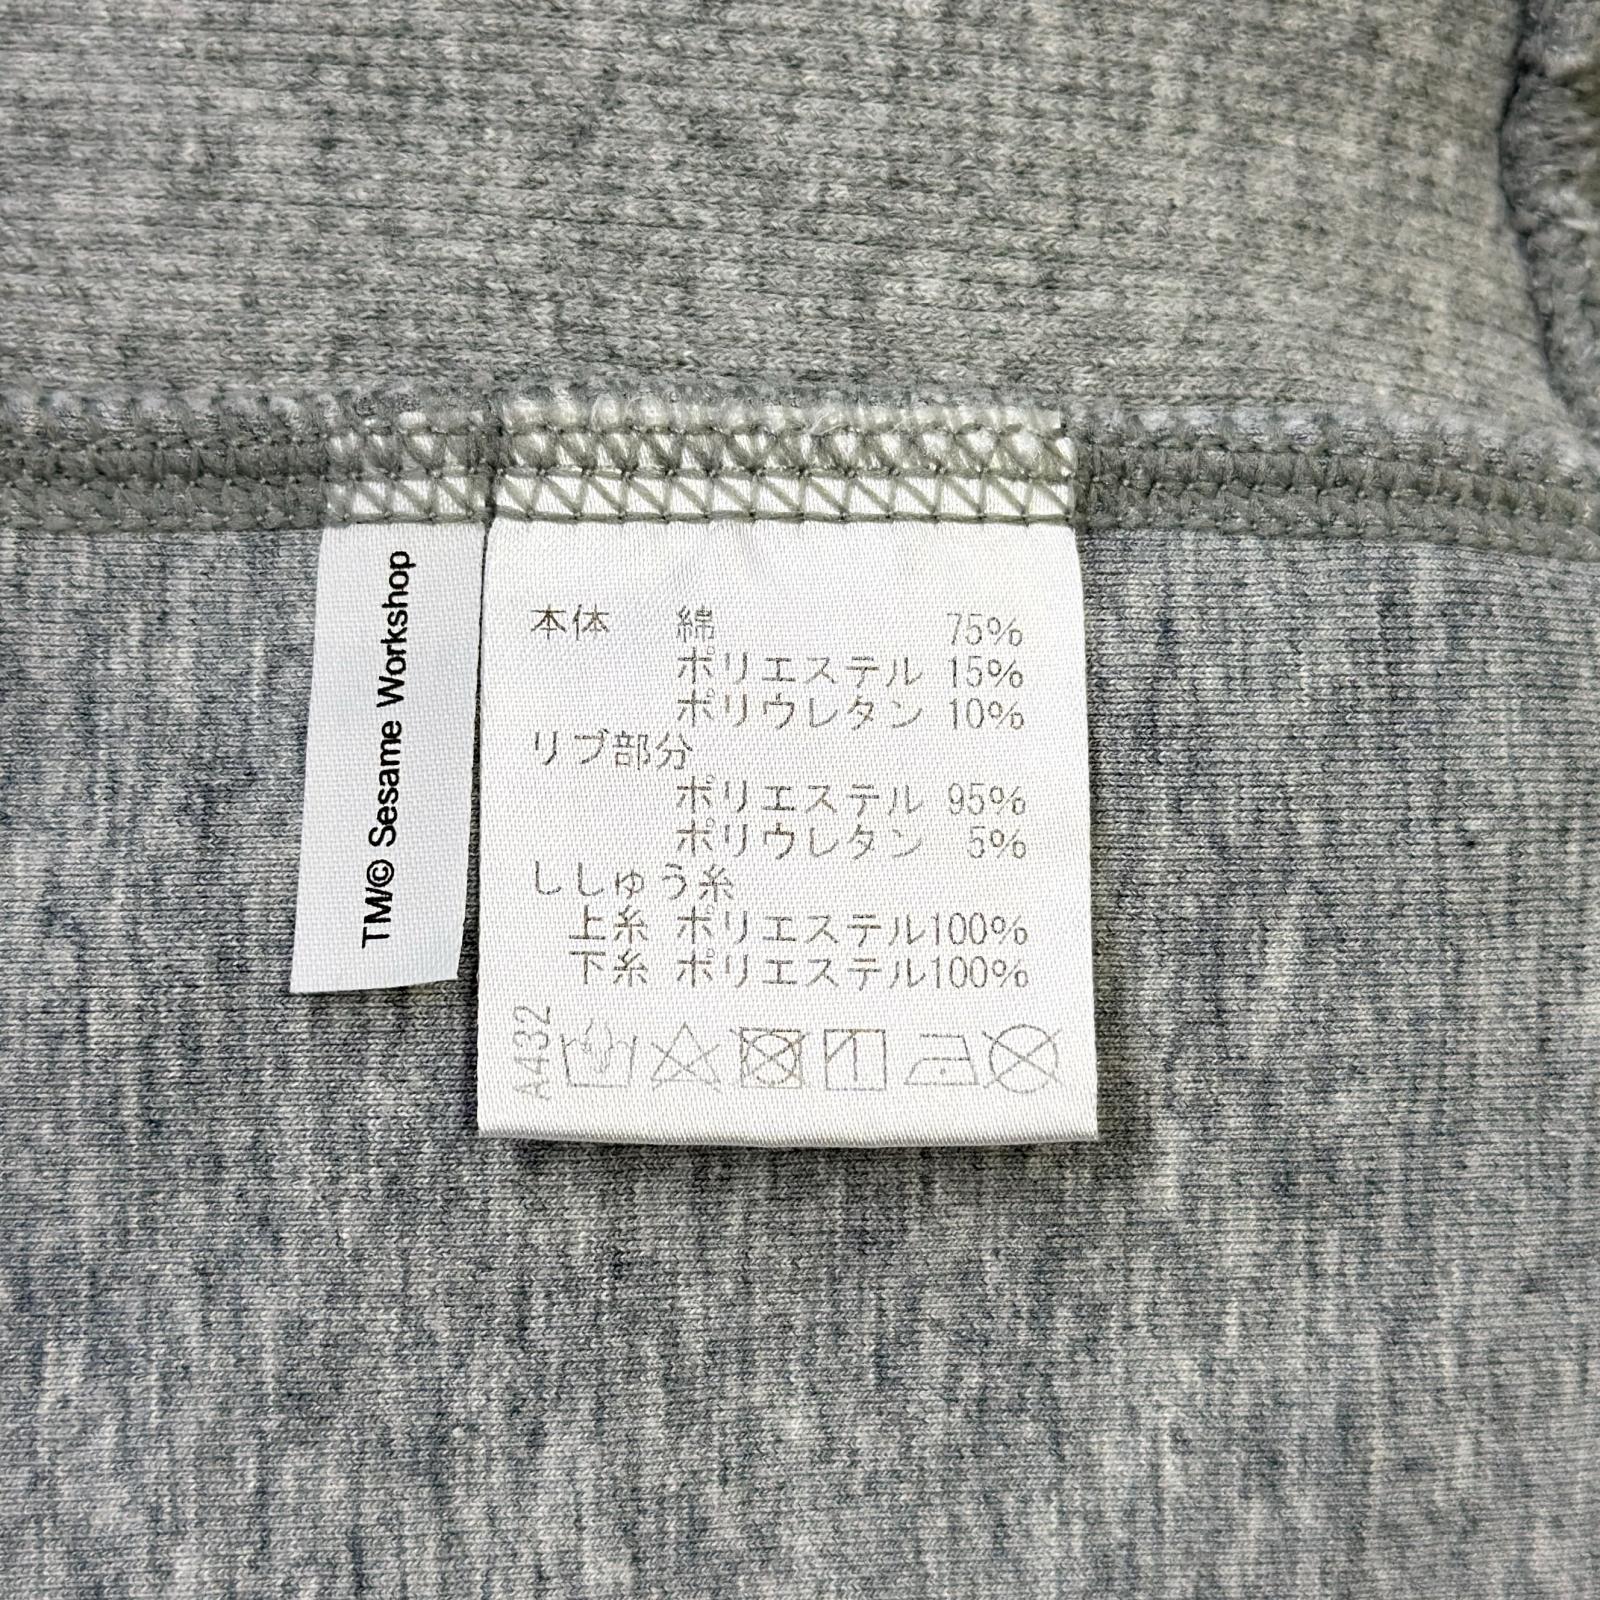 TM/© Sesame Workshop
本体 綿 75%
ポリエステル 15%
ポリウレタン 10%
リブ部分
ポリエステル 95%
ポリウレタン 5%
ししゅう糸
上糸 ポリエステル100%
下糸 ポリエステル100%
A432